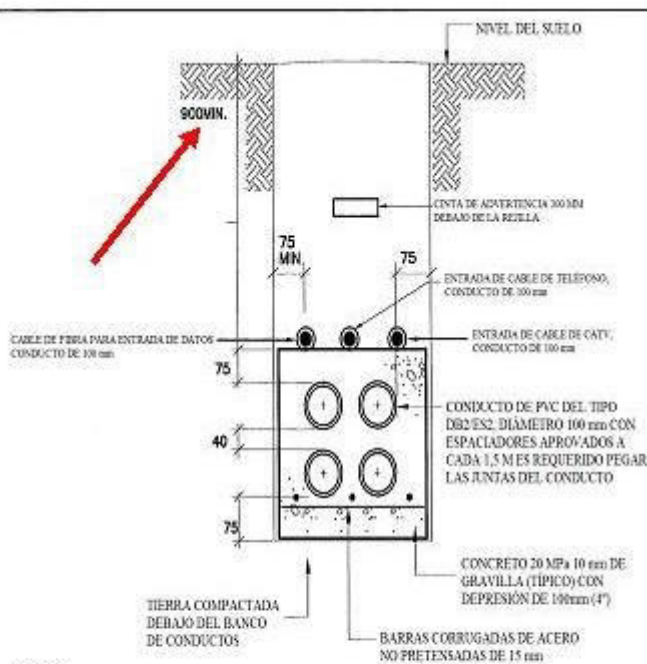 NIVEL DEL SUELO
900MIN.
CINTA DE ADVERTENCIA 300 MM
DEBAJO DE LA REJILLA
75
MIN
75
ENTRADA DE CABLE DE TELÉFONO,
CONDUCTO DE 100 mm
CABLE DE FIBRA PARA ENTRADA DE DATOS
CONDUCTO DE 100 mm
ENTRADA DE CABLE DE CATV,
CONDUCTO DE 100 mm
75
CONDUCTO DE PVC DEL TIPO
DB2/ES2, DIÁMETRO 100 mm CON
ESPACIADORES APROVADOS A
CADA 1,5 M ES REQUERIDO PEGAR
LAS JUNTAS DEL CONDUCTO
40
75
CONCRETO 20 MPa 10 mm DE
GRAVILLA (TÍPICO) CON
DEPRESIÓN DE 100mm (4")
TIERRA COMPACTADA
DEBAJO DEL BANCO
DE CONDUCTOS
BARRAS CORRUGADAS DE ACERO
NO PRETENSADAS DE 15 mm